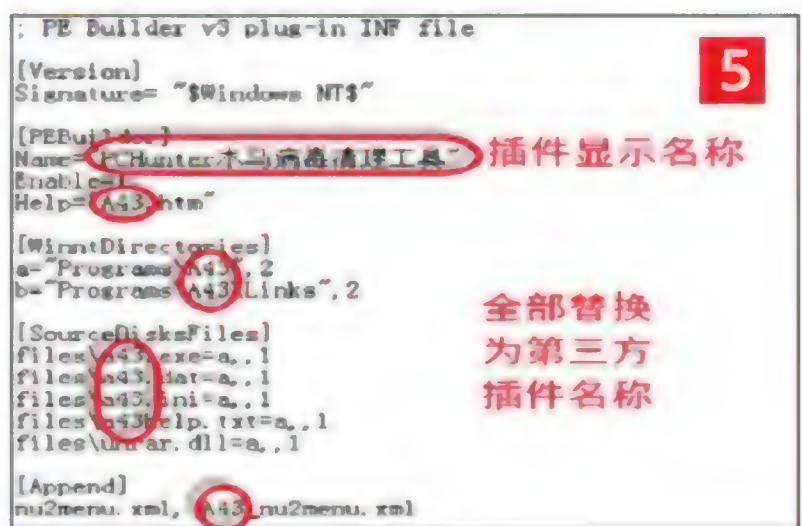 ; PE Builder v3 plug-in INF file
[Version]
Signature= "$Windows NT$"
5
[PEBuilder]
Name="PCHunter木马病毒清理工具"
插件显示名称
Enable=1
Help="A43.htm"
[WinntDirectories]
a="Programs\A43",2
b="Programs\A43\Links",2
全部替换
为第三方
插件名称
[SourceDisksFiles]
files\a43.exe=a,,1
files\a43.dat=a,,1
files\a43.ini=a,,1
files\a43help.txt=a,,1
files\unrar.dll=a,,1
[Append]
nu2menu.xml, A43_nu2menu.xml